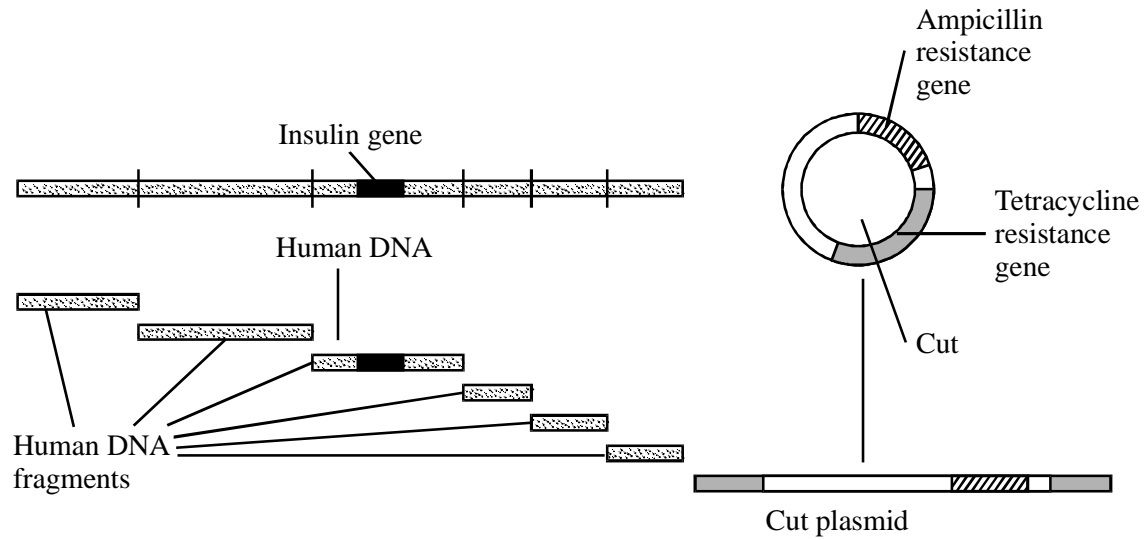 Ampicillin
resistance
gene
Insulin gene
Tetracycline
resistance
gene
Human DNA
Cut
Human DNA
fragments
Cut plasmid